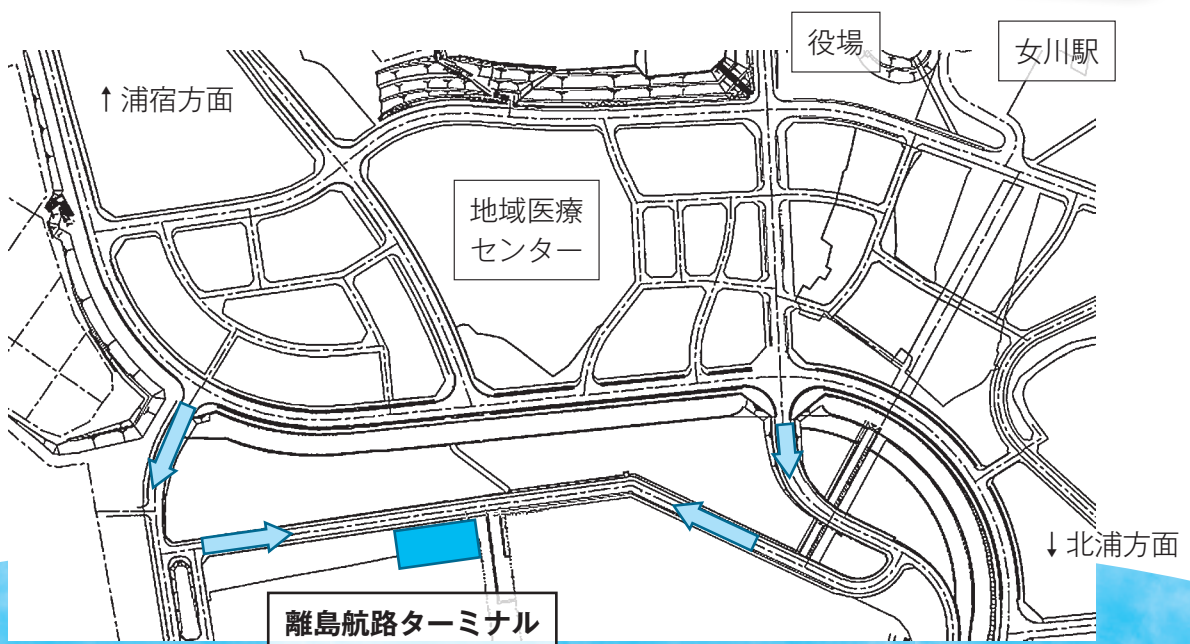 役場
女川駅
↑ 浦宿方面
地域医療
センター
↓ 北浦方面
離島航路ターミナル